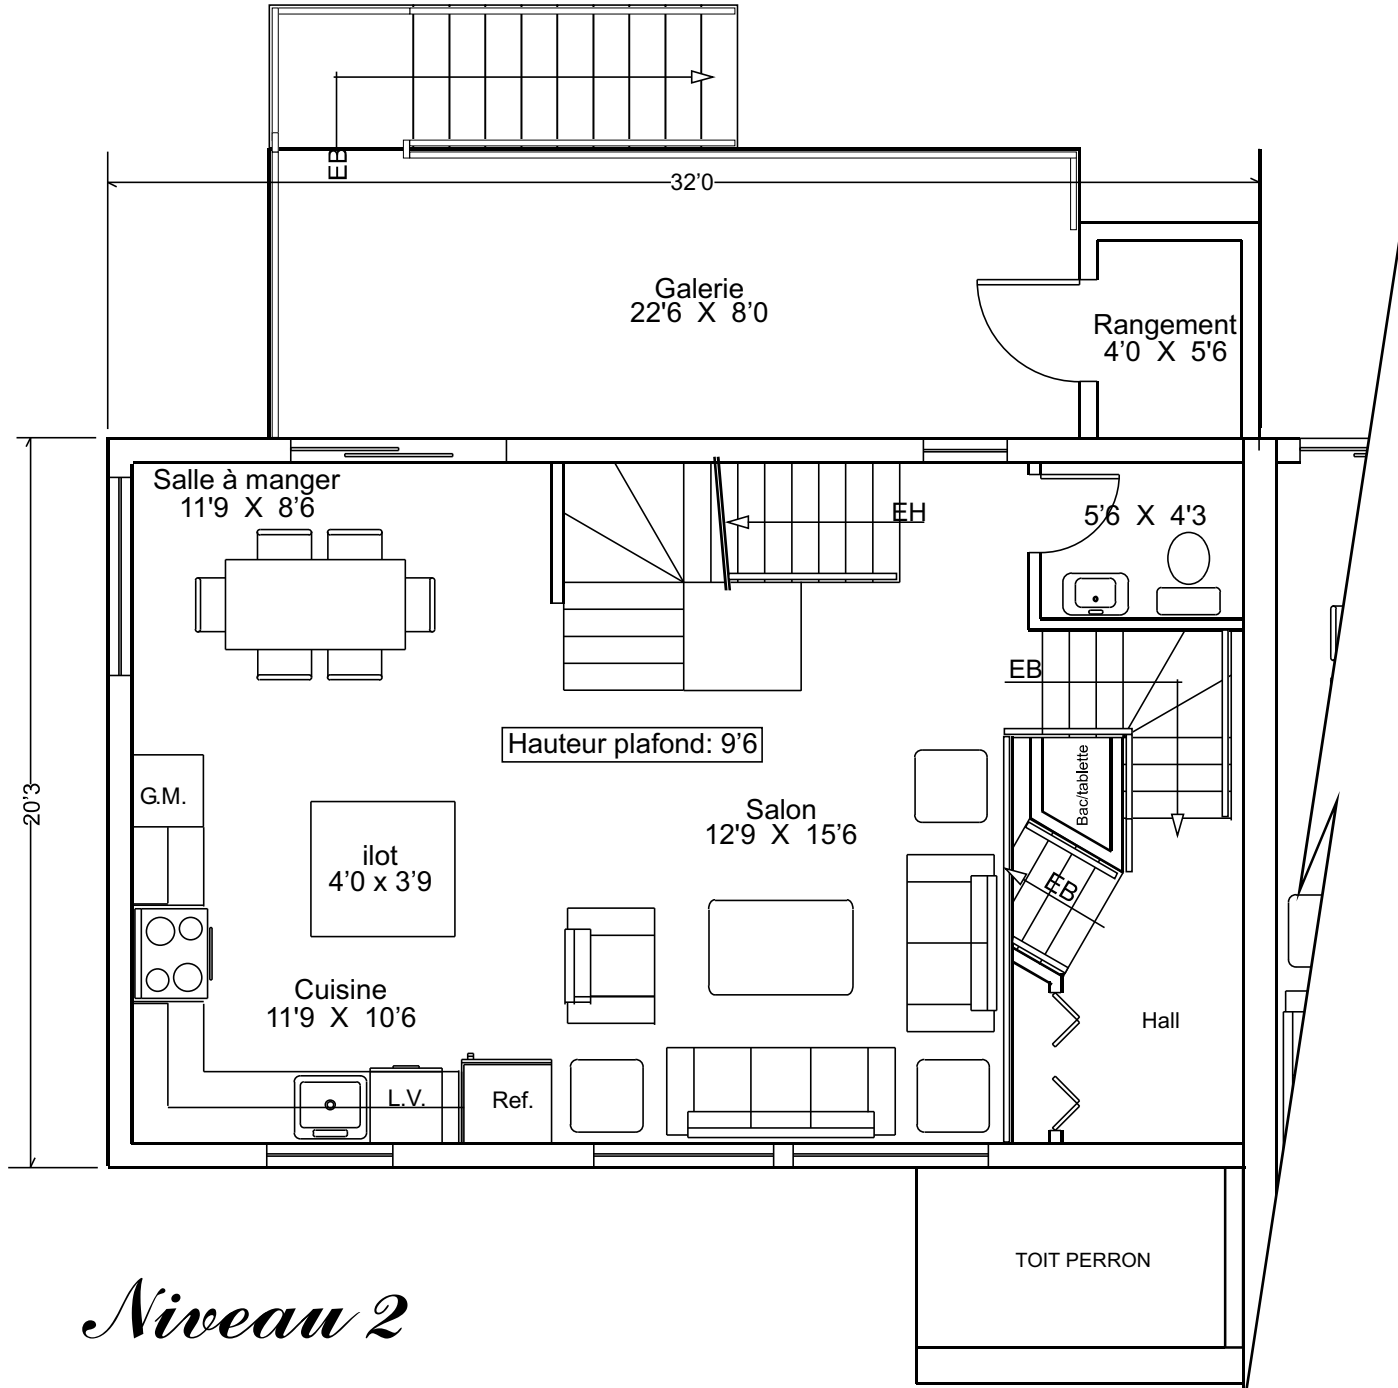 EB
32’0
Galerie
22'6 X 8’0
Rangement
4’0 X 5'6
Salle à manger
11'9 X 8’6
EH
5'6 X 4'3
EB
Hauteur plafond: 9’6
Bac/tablette
G.M.
20’3
Salon
12'9 X 15’6
ilot
4’0 x 3’9
EB
Cuisine
11'9 X 10’6
Hall
L.V.
Ref.
TOIT PERRON
Niveau 2